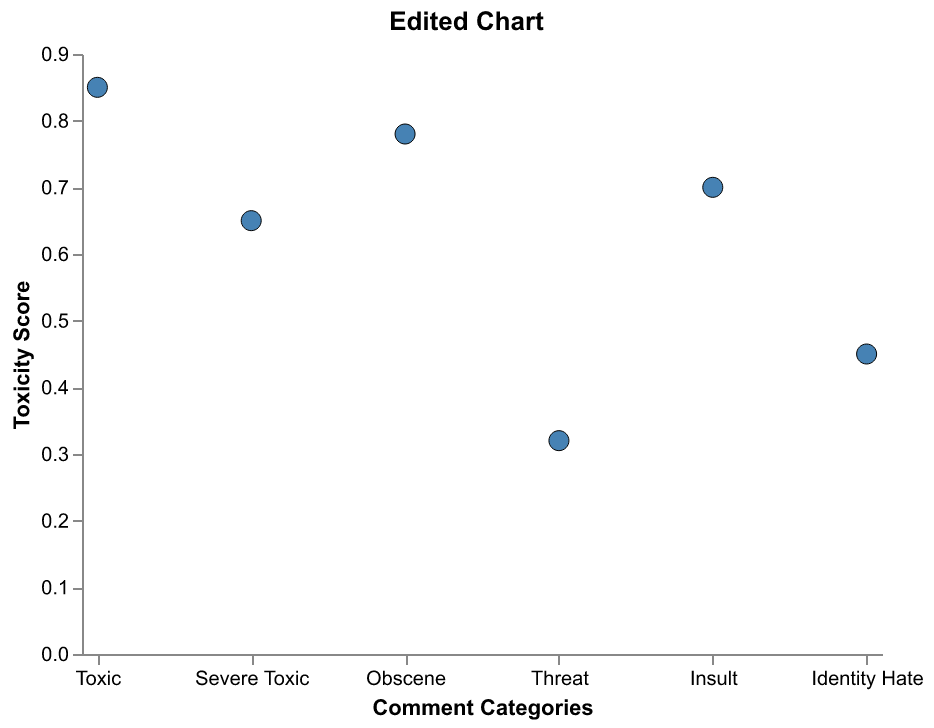 Edited Chart
0.9
0.8
0.7
0.6
0.5
0.4
0.3
0.2
0.1
0.0
Toxicity Score
Toxic Severe Toxic Obscene Threat Insult Identity Hate
Comment Categories